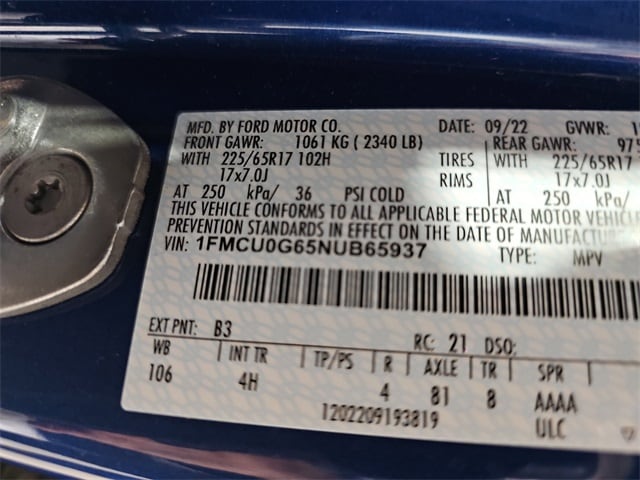 MFD. BY FORD MOTOR CO.
DATE: 09/22 GVWR:
FRONT GAWR: 1061 KG ( 2340 LB)
REAR GAWR: 975
WITH 225/65R17 102H TIRES WITH 225/65R17
17x7.0J RIMS 17x7.0J
AT 250 kPa/ 36 PSI COLD AT 250 kPa/
THIS VEHICLE CONFORMS TO ALL APPLICABLE FEDERAL MOTOR VEHICLE
PREVENTION STANDARDS IN EFFECT ON THE DATE OF MANUFACTURE
VIN: 1FMCU0G65NUB65937
TYPE: MPV
EXT PNT: B3 RC: 21 DSO:
WB INT TR TP/PS R AXLE TR SPR
106 4H 4 81 8 AAAA
1202209193819 ULC